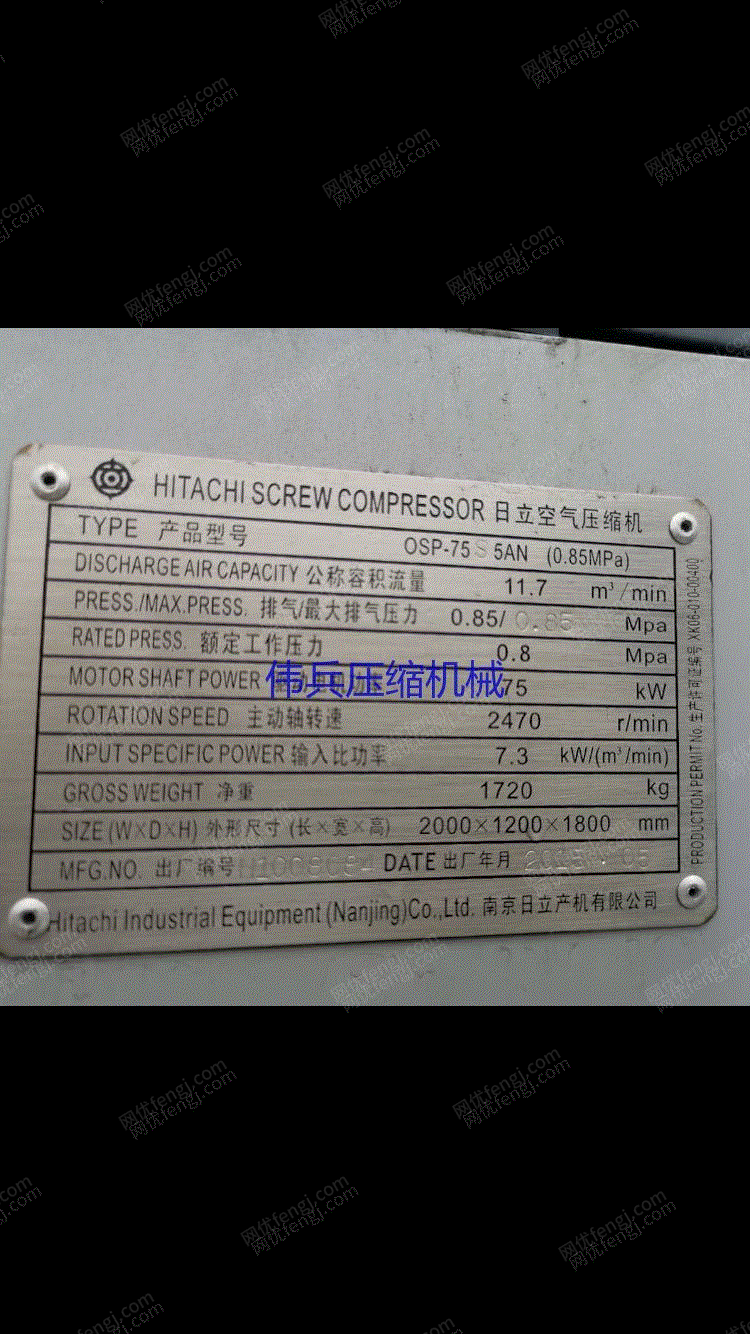 HITACHI SCREW COMPRESSOR 日立空气压缩机
TYPE 产品型号 OSP-75S 5AN (0.85MPa)
DISCHARGE AIR CAPACITY 公称容积流量 11.7 m³/min
PRESS./MAX.PRESS. 排气/最大排气压力 0.85/0.85 Mpa
RATED PRESS. 额定工作压力 0.8 Mpa
MOTOR SHAFT POWER 75 kW
伟兵压缩机械
ROTATION SPEED 主动轴转速 2470 r/min
INPUT SPECIFIC POWER 输入比功率 7.3 kW/(m³/min)
GROSS WEIGHT 净重 1720 kg
SIZE (W×D×H) 外形尺寸 (长×宽×高) 2000×1200×1800 mm
MFG.NO. 出厂编号 DATE 出厂年月
Hitachi Industrial Equipment (Nanjing)Co.,Ltd. 南京日立产机有限公司
PRODUCTION PERMIT No. 生产许可证编号 XK06-010-00400
网优fengj.com